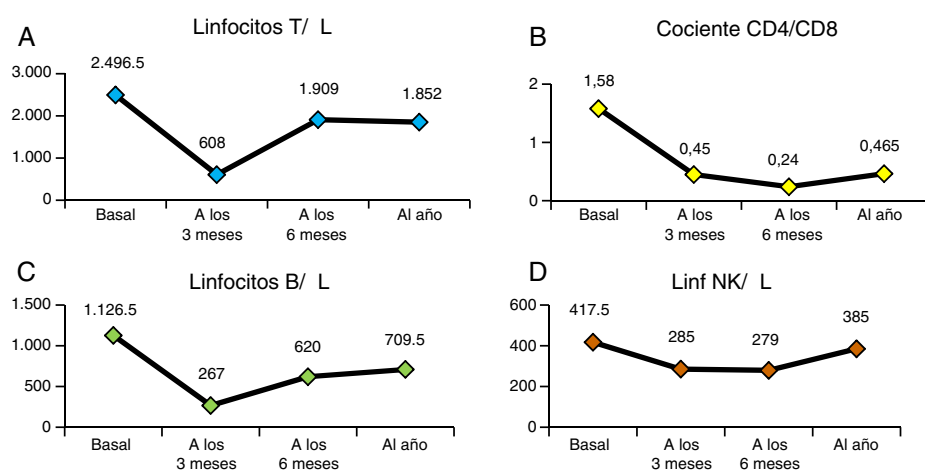 A
Linfocitos T/ L
2.496.5
608
1.909
1.852
3.000
2.000
1.000
0
Basal
A los
3 meses
A los
6 meses
Al año
B
Cociente CD4/CD8
1,58
0,45
0,24
0,465
2
1
0
Basal
A los
3 meses
A los
6 meses
Al año
C
Linfocitos B/ L
1.126.5
267
620
709.5
1.500
1.000
500
0
Basal
A los
3 meses
A los
6 meses
Al año
D
Linf NK/ L
417.5
285
279
385
600
400
200
0
Basal
A los
3 meses
A los
6 meses
Al año